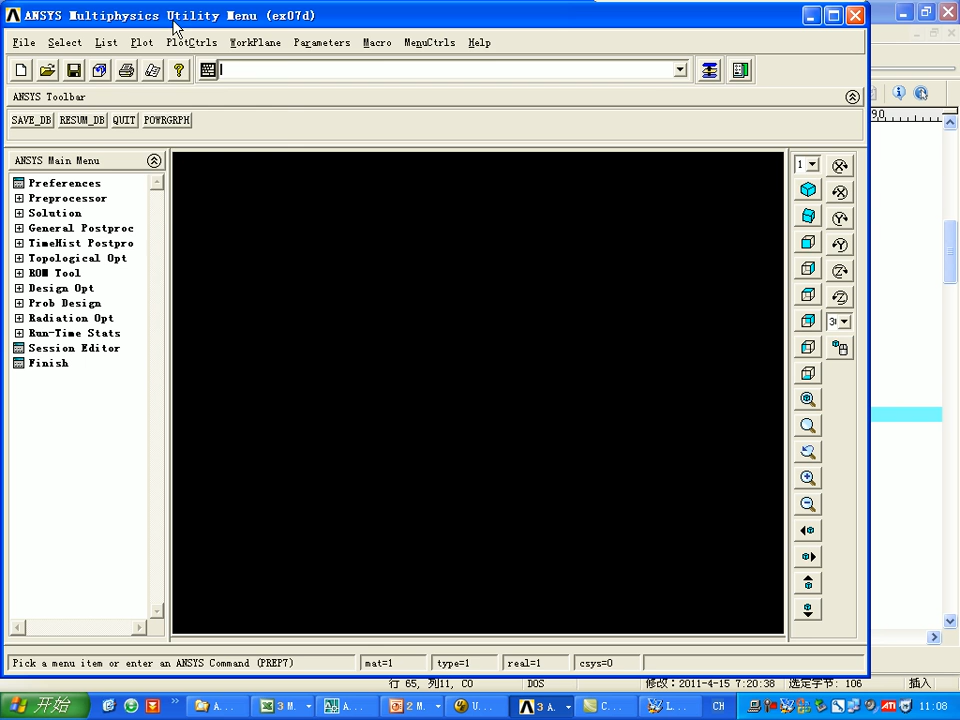 ANSYS Multiphysics Utility Menu (ex07d)
File Select List Plot PlotCtrls WorkPlane Parameters Macro MenuCtrls Help
ANSYS Toolbar
SAVE_DB RESUM_DB QUIT POWRGRPH
ANSYS Main Menu
Preferences
Preprocessor
Solution
General Postproc
TimeHist Postpro
Topological Opt
ROM Tool
Design Opt
Prob Design
Radiation Opt
Run-Time Stats
Session Editor
Finish
1
Pick a menu item or enter an ANSYS Command (PREP7) mat=1 type=1 real=1 csys=0
行 65, 列11, C0 DOS 修改: 2011-4-15 7:20:38 选定字节: 106 插入
开始 A... 3 M. A... 2 M. U... 3 A. C... L... CH 11:08